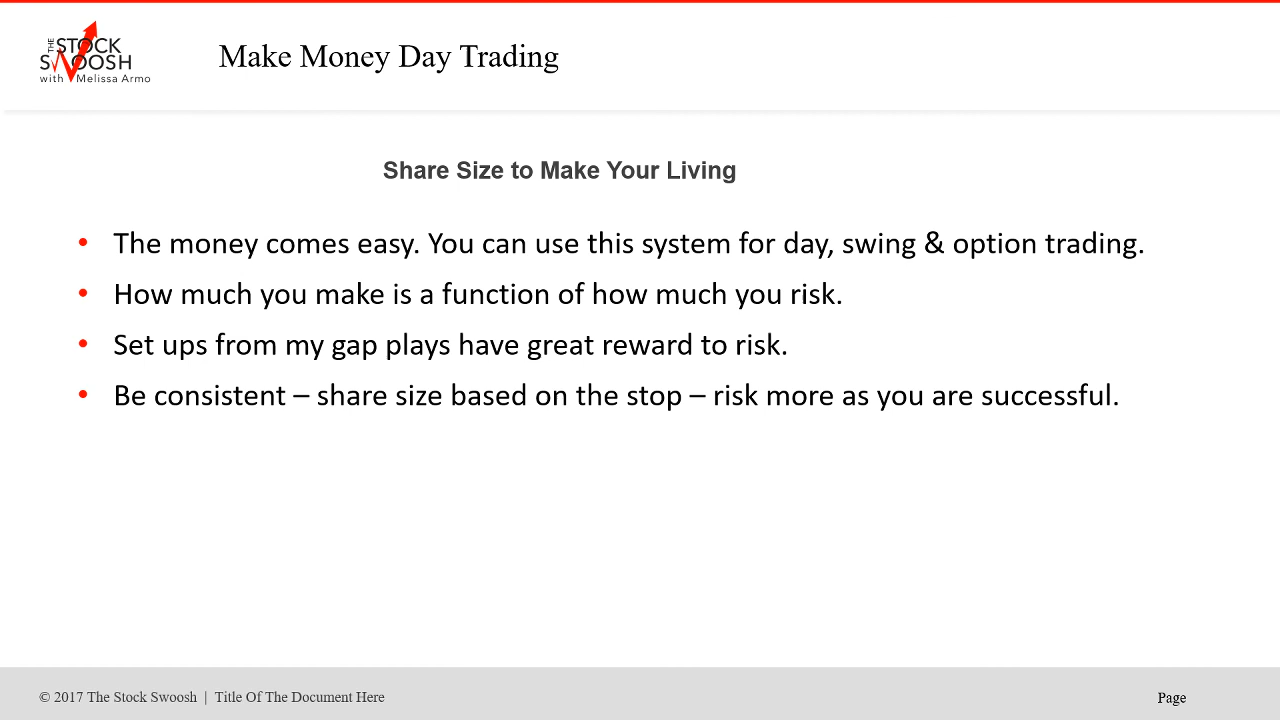 THE STOCK
SWOOSH
with Melissa Armo
Make Money Day Trading
Share Size to Make Your Living
• The money comes easy. You can use this system for day, swing & option trading.
• How much you make is a function of how much you risk.
• Set ups from my gap plays have great reward to risk.
• Be consistent – share size based on the stop – risk more as you are successful.
© 2017 The Stock Swoosh | Title Of The Document Here
Page